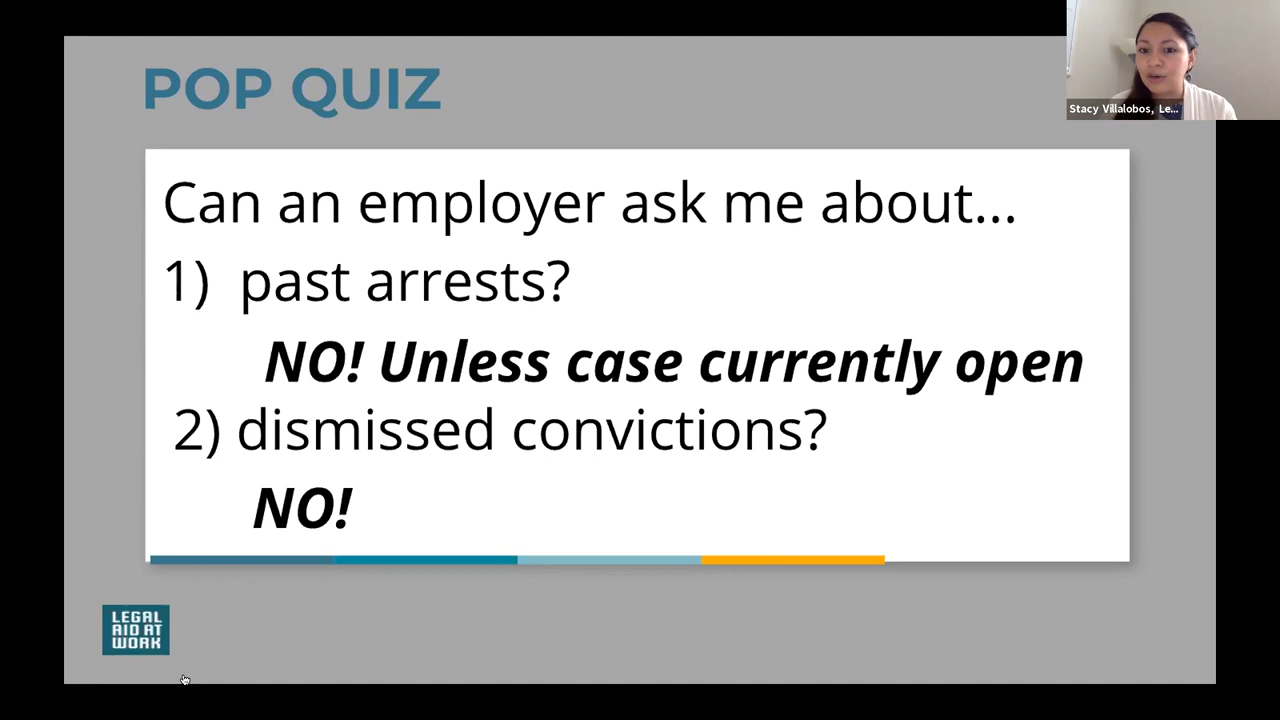 POP QUIZ
Stacy Villalobos, Le...
Can an employer ask me about...
1) past arrests?
NO! Unless case currently open
2) dismissed convictions?
NO!
LEGAL
AID AT
WORK